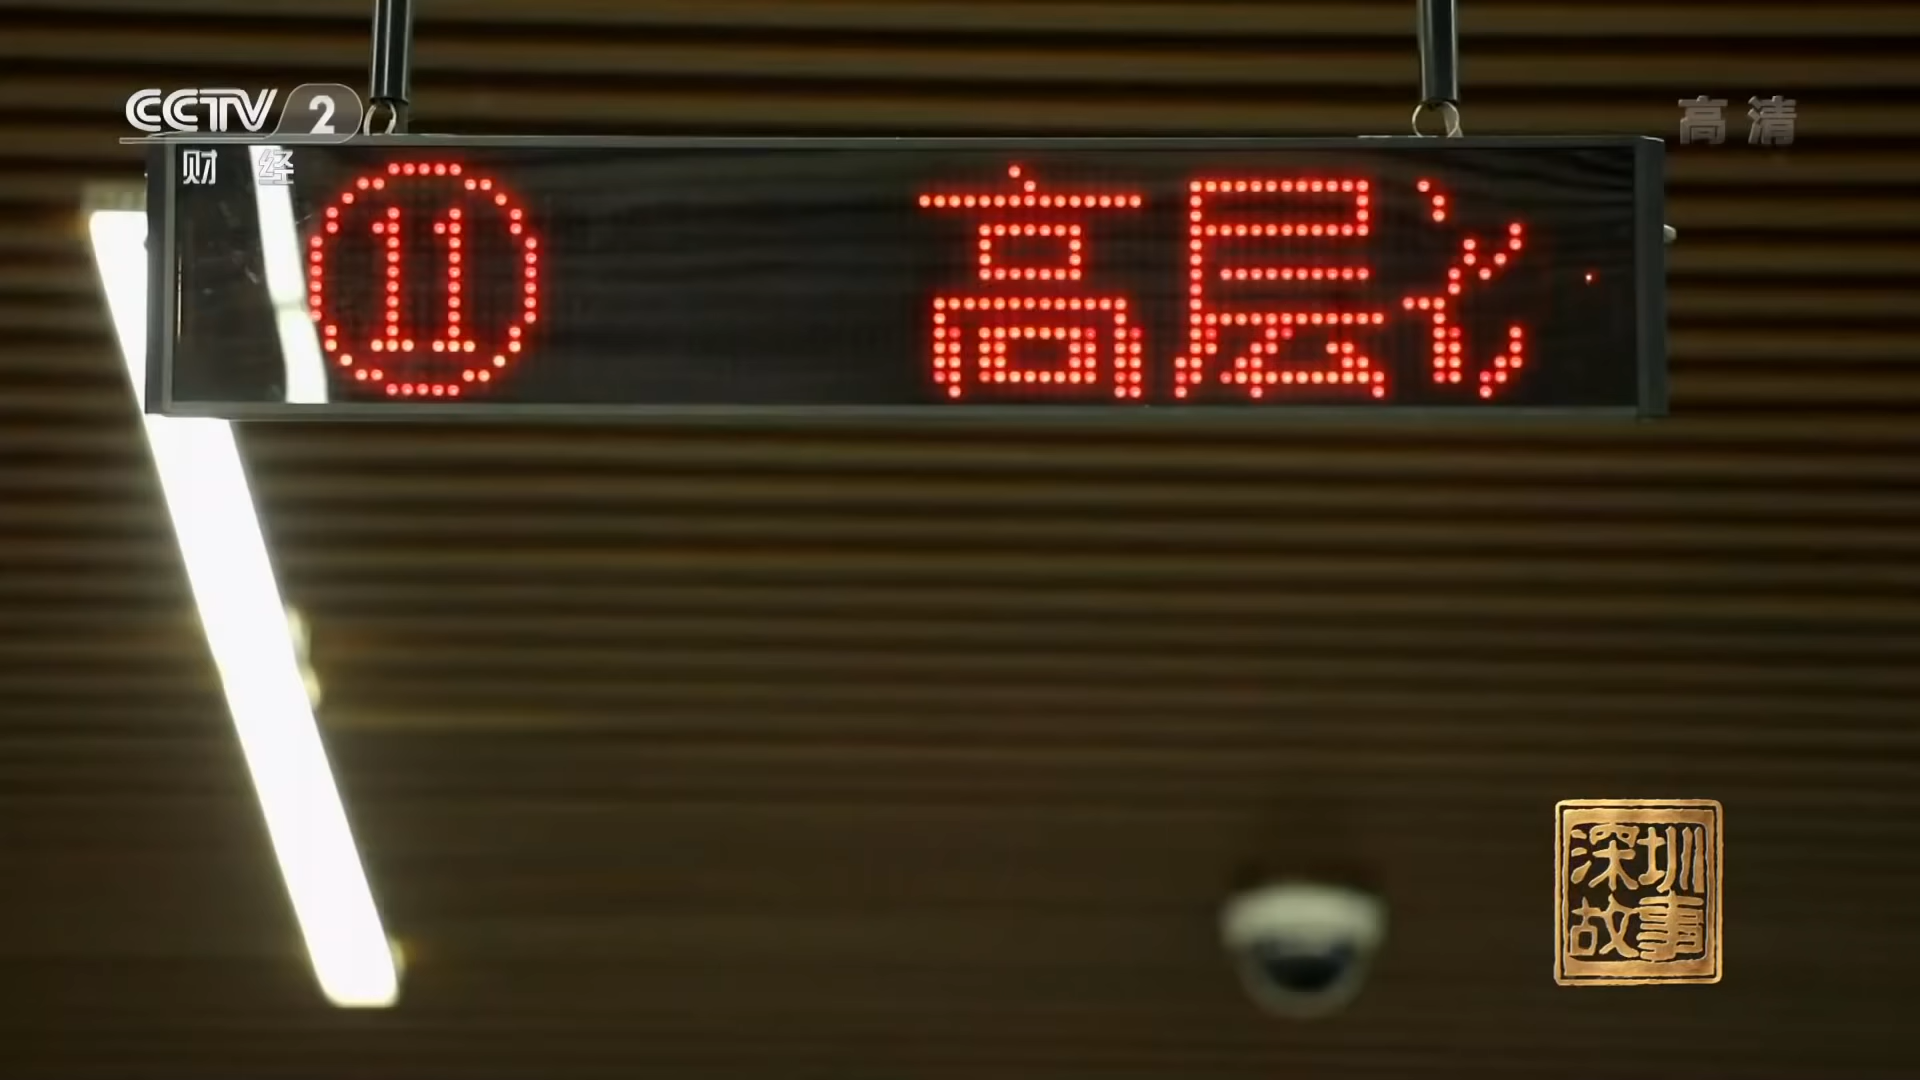 CCTV 2
财 经
高 清
⑪ 高层
深圳
故事